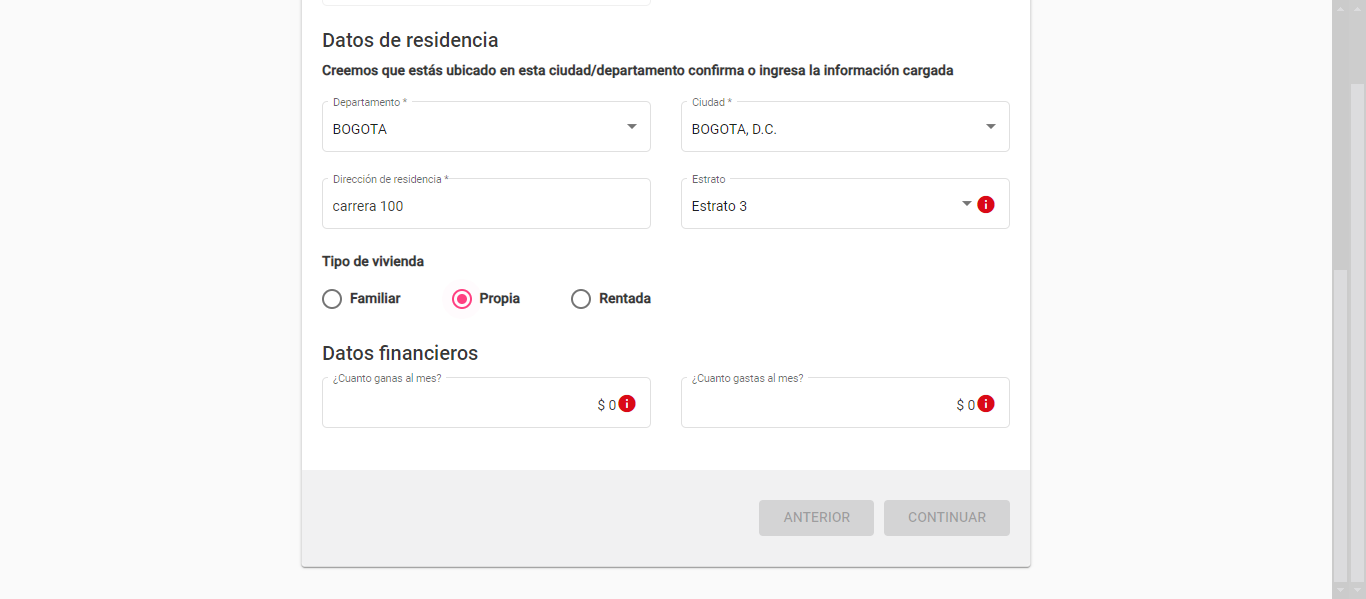 Datos de residencia
Creemos que estás ubicado en esta ciudad/departamento confirma o ingresa la información cargada
Departamento * Ciudad *
BOGOTA BOGOTA, D.C.
Dirección de residencia * Estrato
carrera 100 Estrato 3
Tipo de vivienda
Familiar Propia Rentada
Datos financieros
¿Cuanto ganas al mes? ¿Cuanto gastas al mes?
$ 0 $ 0
ANTERIOR CONTINUAR